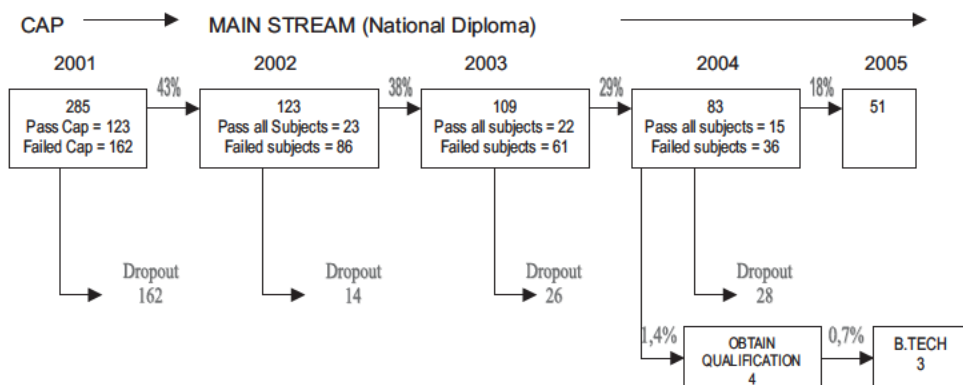 CAP MAIN STREAM (National Diploma)
2001 2002 2003 2004 2005
43% 38% 29% 18%
285
Pass Cap = 123
Failed Cap = 162
123
Pass all Subjects = 23
Failed subjects = 86
109
Pass all subjects = 22
Failed subjects = 61
83
Pass all subjects = 15
Failed subjects = 36
51
Dropout
162
Dropout
14
Dropout
26
Dropout
28
1,4%
OBTAIN
QUALIFICATION
4
0,7%
B.TECH
3